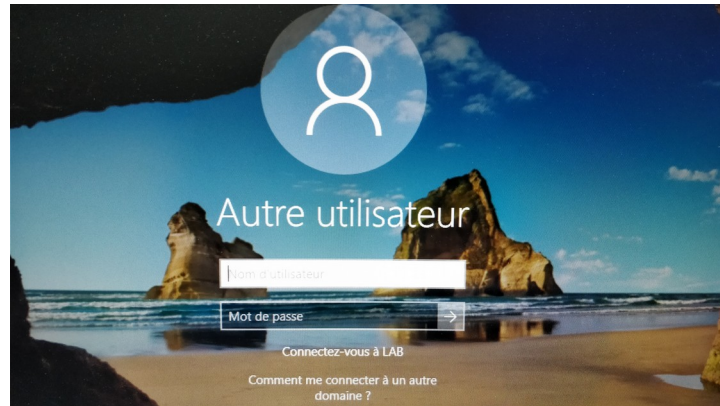 Autre utilisateur
Nom d'utilisateur
Mot de passe
Connectez-vous à LAB
Comment me connecter à un autre
domaine ?